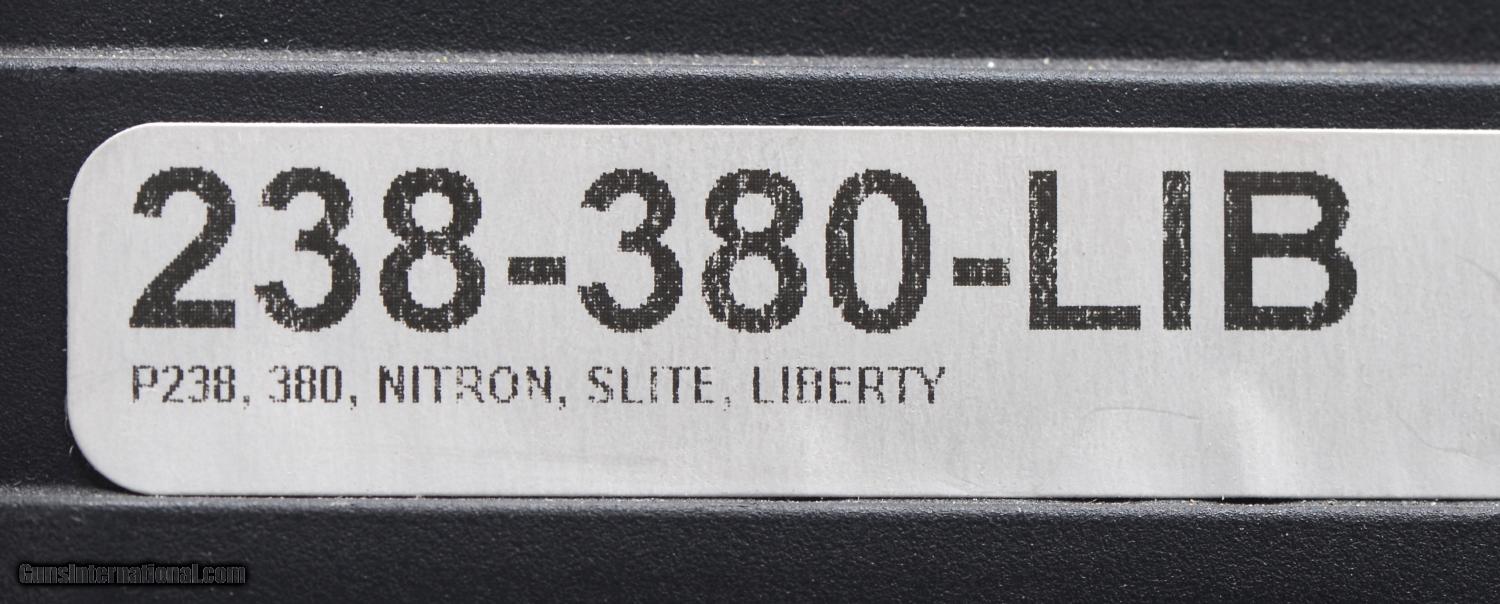 238-380-LIB
P238, 380, NITRON, SLITE, LIBERTY
GunsInternational.com